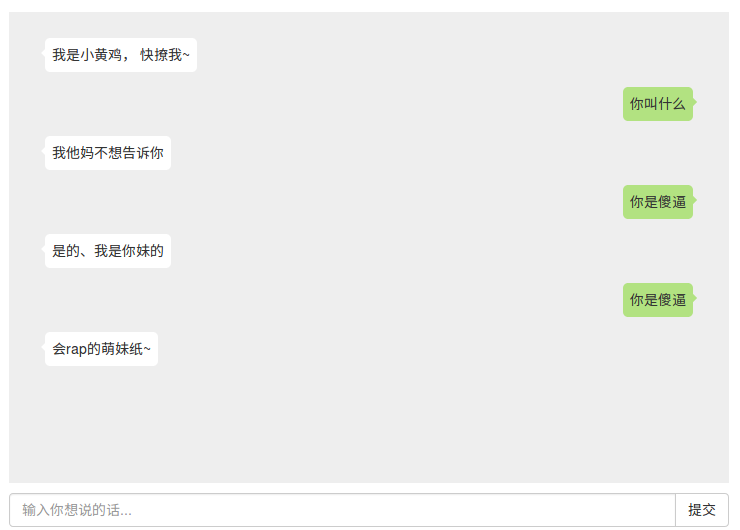 我是小黄鸡， 快撩我~
你叫什么
我他妈不想告诉你
你是傻逼
是的、我是你妹的
你是傻逼
会rap的萌妹纸~
输入你想说的话...
提交